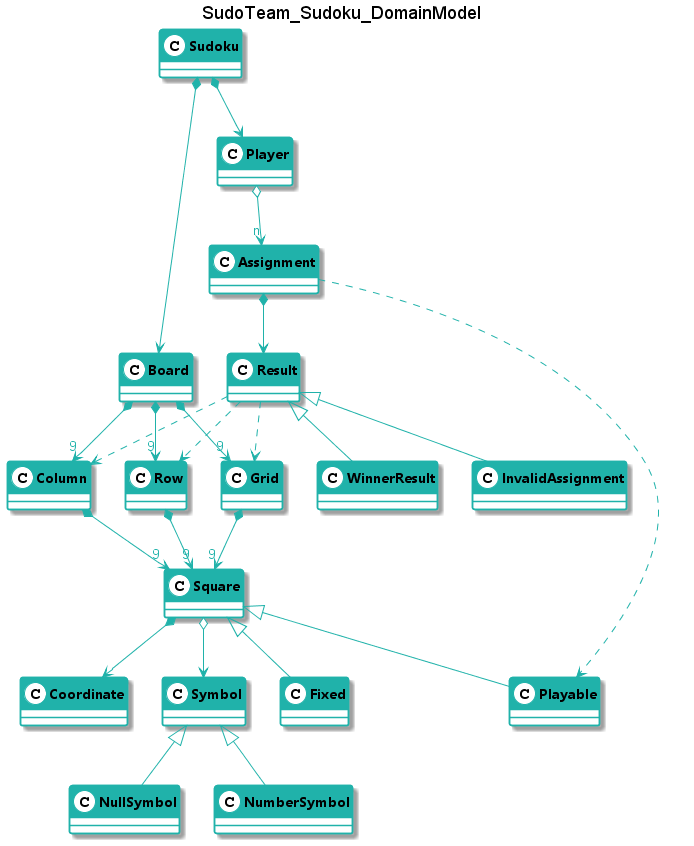 SudoTeam_Sudoku_DomainModel
C Sudoku
C Player
n
C Assignment
C Board
C Result
9
9
9
C Column
C Row
C Grid
C WinnerResult
C InvalidAssignment
9
9
9
C Square
C Coordinate
C Symbol
C Fixed
C Playable
C NullSymbol
C NumberSymbol